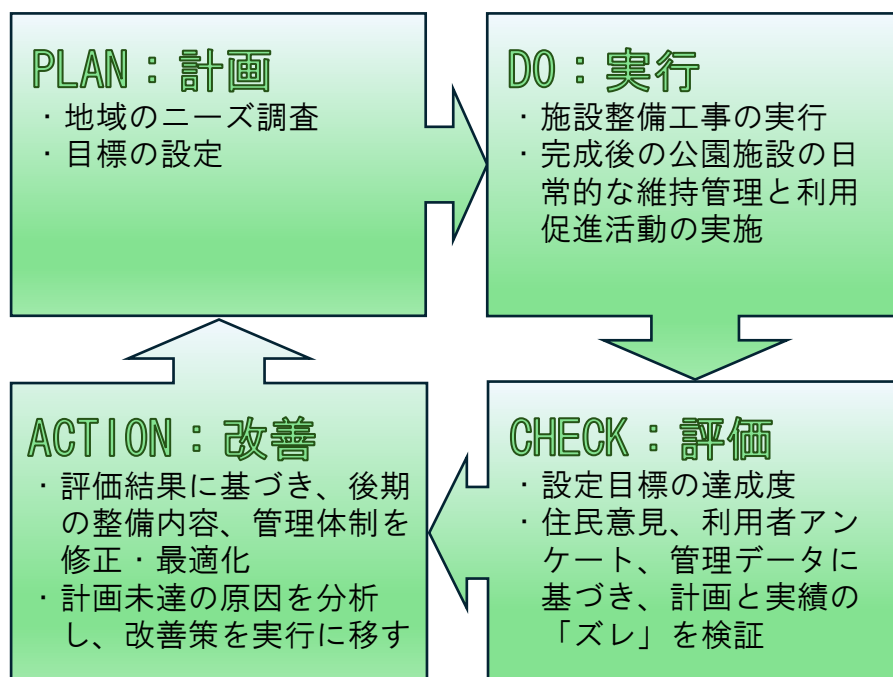 PLAN：計画
・地域のニーズ調査
・目標の設定
DO：実行
・施設整備工事の実行
・完成後の公園施設の日
常的な維持管理と利用
促進活動の実施
ACTION：改善
・評価結果に基づき、後期
の整備内容、管理体制を
修正・最適化
・計画未達の原因を分析
し、改善策を実行に移す
CHECK：評価
・設定目標の達成度
・住民意見、利用者アン
ケート、管理データに
基づき、計画と実績の
「ズレ」を検証